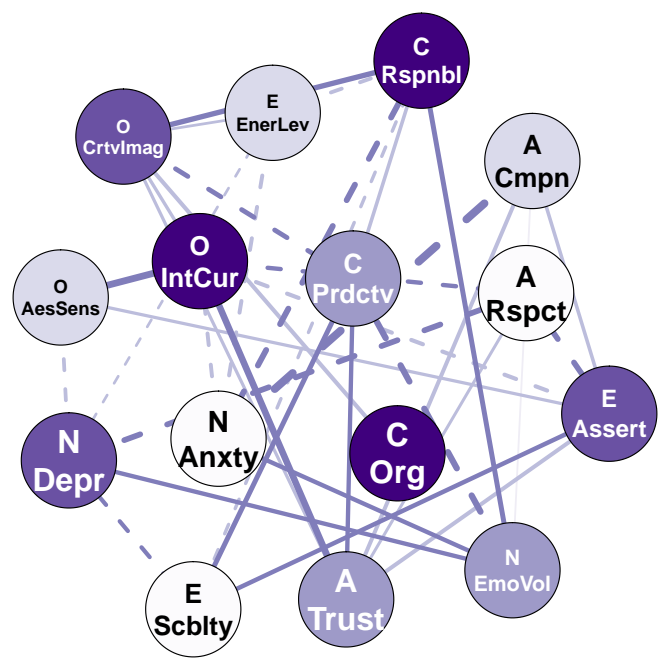 C
Rspnbl
E
EnerLev
O
CrtvImag
A
Cmpn
O
IntCur
C
Prdctv
A
Rspct
O
AesSens
E
Assert
N
Anxty
C
Org
N
Depr
N
EmoVol
E
Scblty
A
Trust